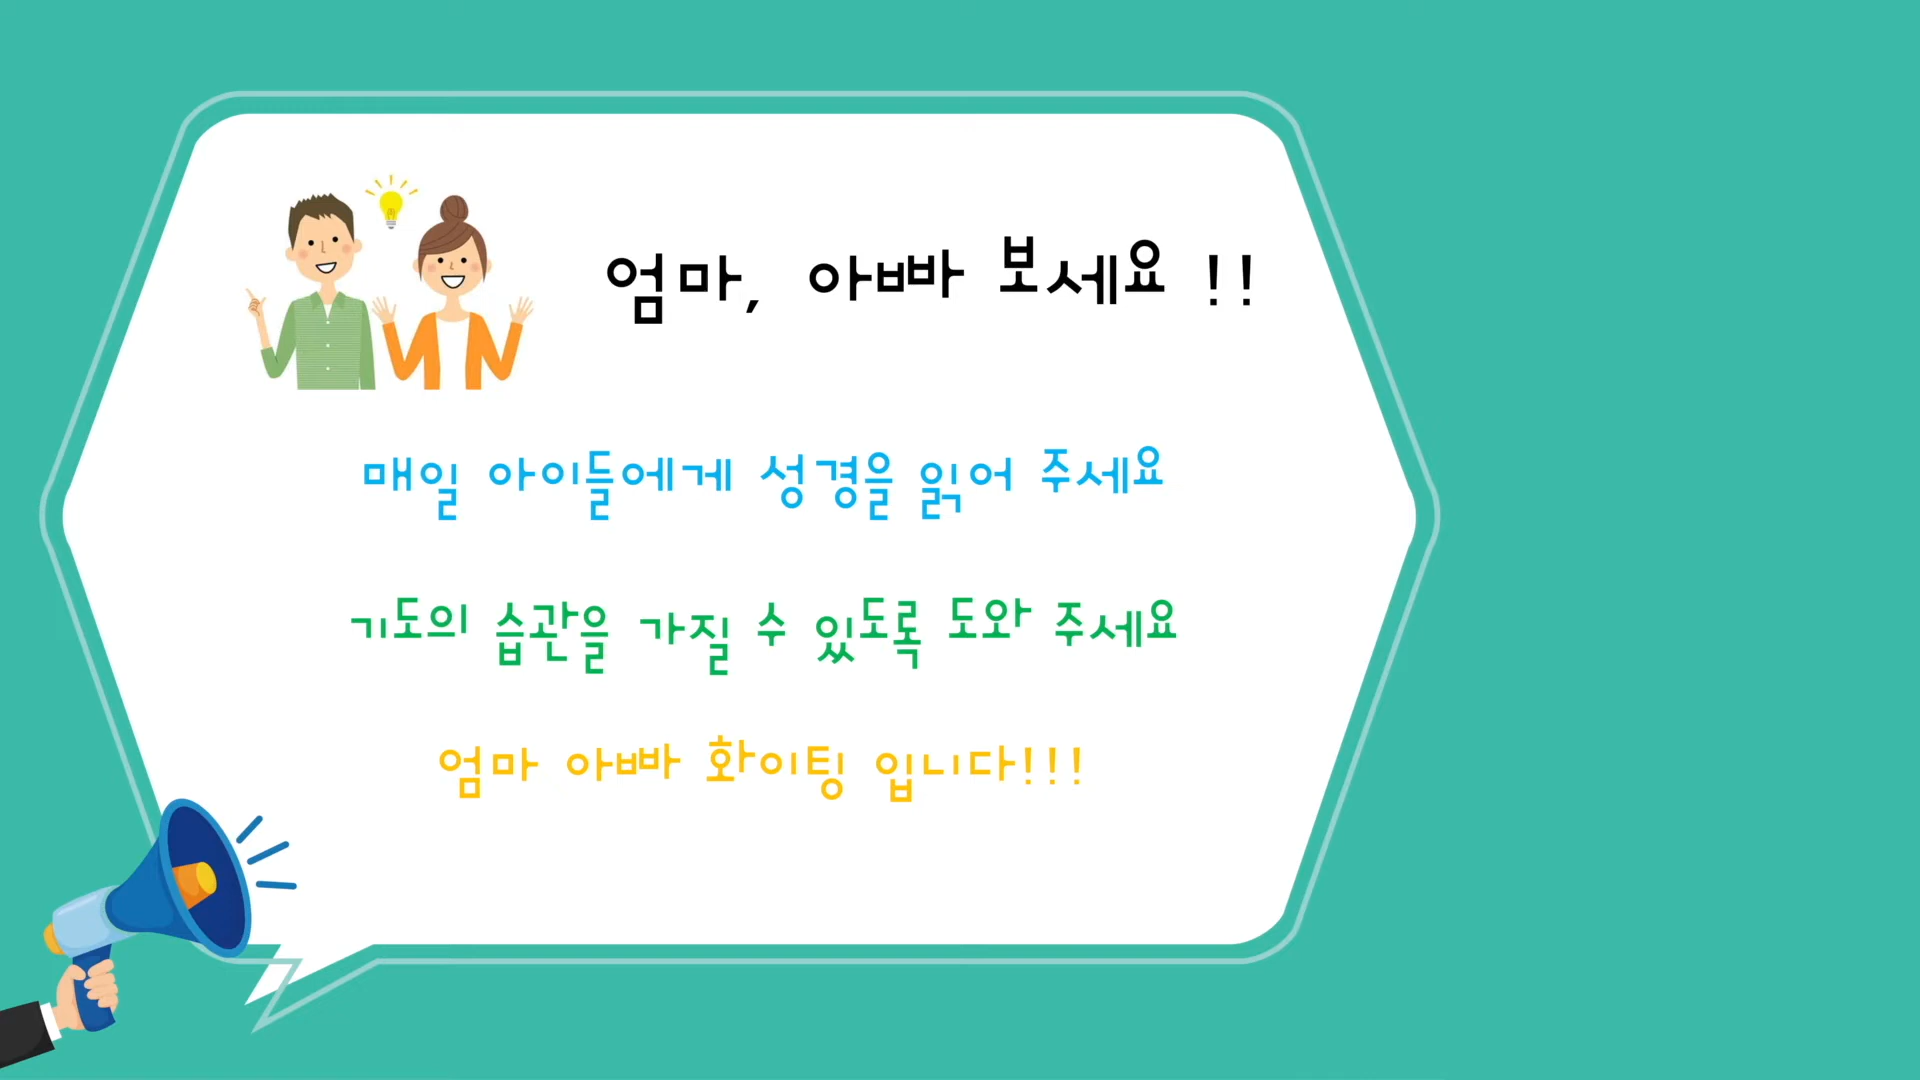 엄마, 아빠 보세요 !!
매일 아이들에게 성경을 읽어 주세요
기도의 습관을 가질 수 있도록 도와 주세요
엄마 아빠 화이팅 입니다!!!